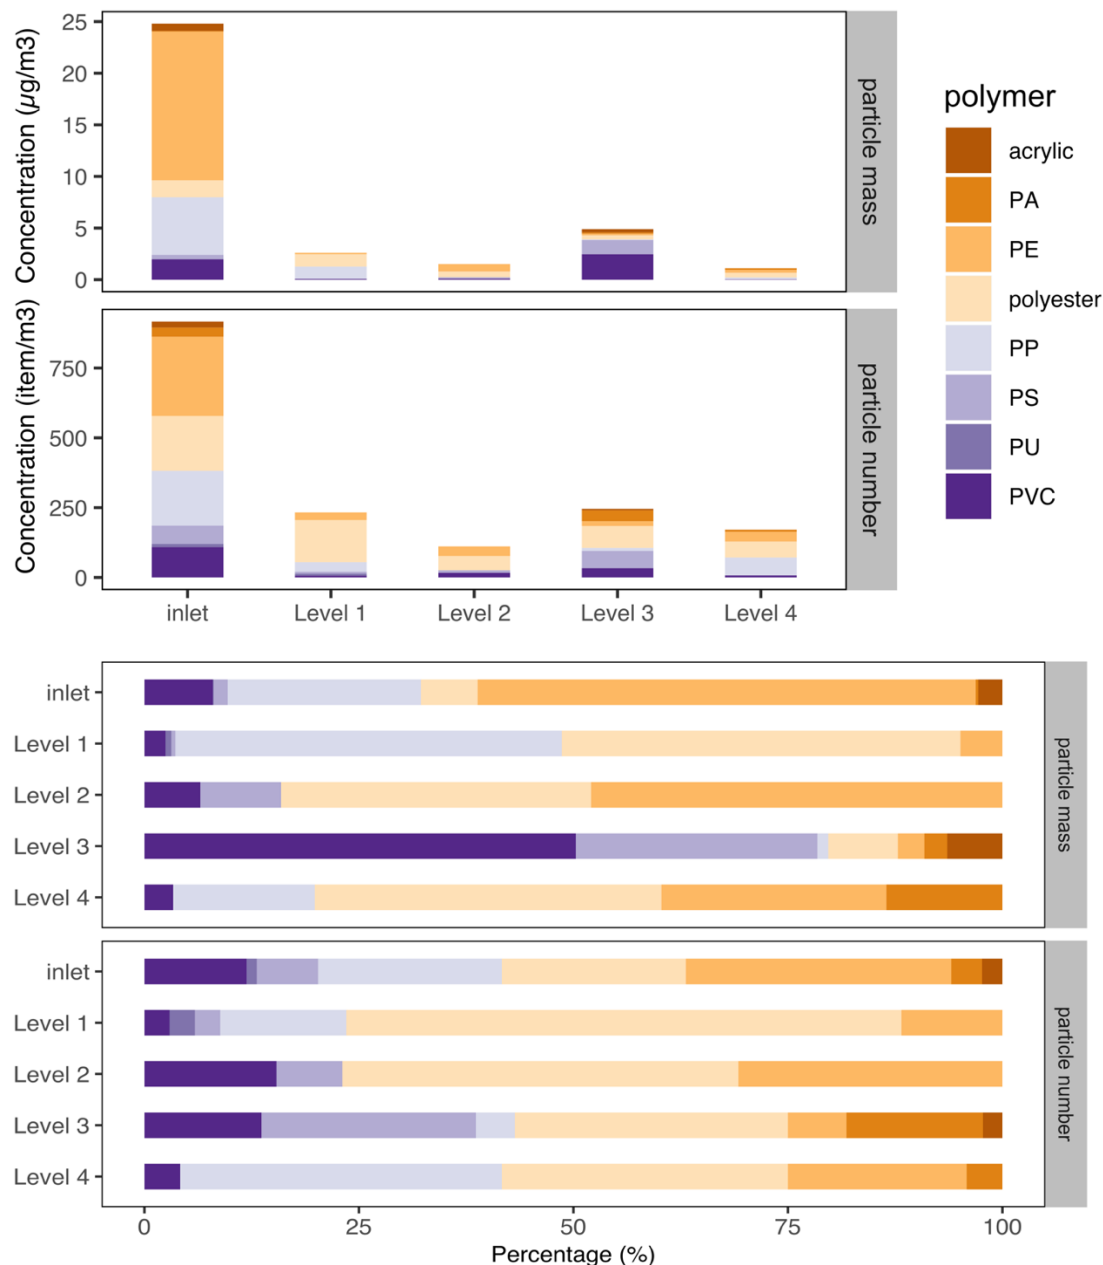 25
20
15
10
5
0
Concentration (µg/m3)
particle mass
750
500
250
0
Concentration (item/m3)
particle number
inlet
Level 1
Level 2
Level 3
Level 4
polymer
acrylic
PA
PE
polyester
PP
PS
PU
PVC
inlet
Level 1
Level 2
Level 3
Level 4
particle mass
inlet
Level 1
Level 2
Level 3
Level 4
particle number
0
25
50
75
100
Percentage (%)